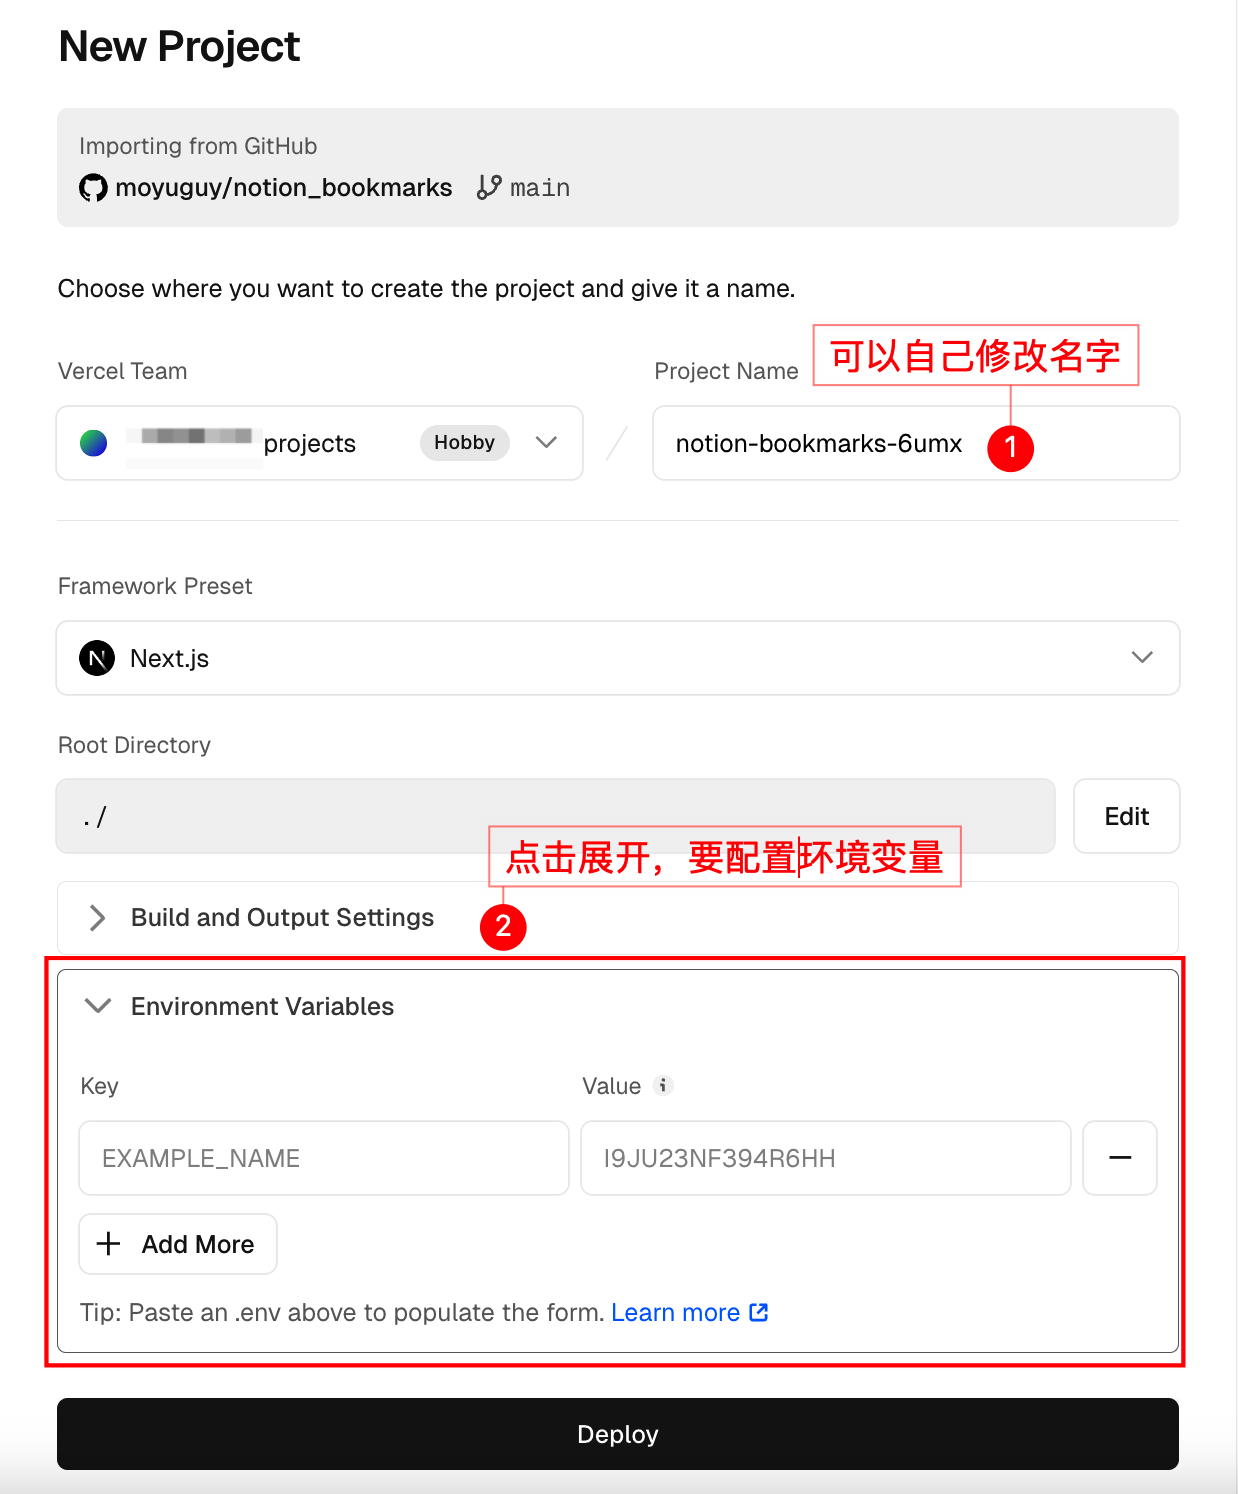 New Project
Importing from GitHub
moyuguy/notion_bookmarks main
Choose where you want to create the project and give it a name.
可以自己修改名字
Vercel Team
Project Name
projects
Hobby
notion-bookmarks-6umx
1
Framework Preset
N Next.js
Root Directory
./
Edit
点击展开，要配置环境变量
Build and Output Settings
2
Environment Variables
Key
Value i
EXAMPLE_NAME
I9JU23NF394R6HH
Add More
Tip: Paste an .env above to populate the form. Learn more
Deploy